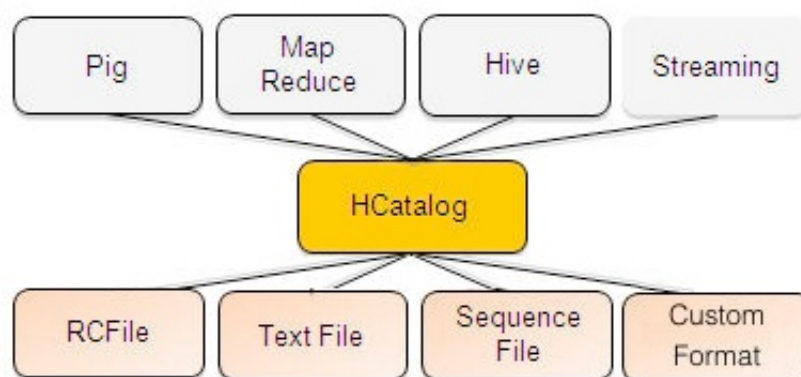 Pig
Map
Reduce
Hive
Streaming
HCatalog
RCFile
Text File
Sequence
File
Custom
Format